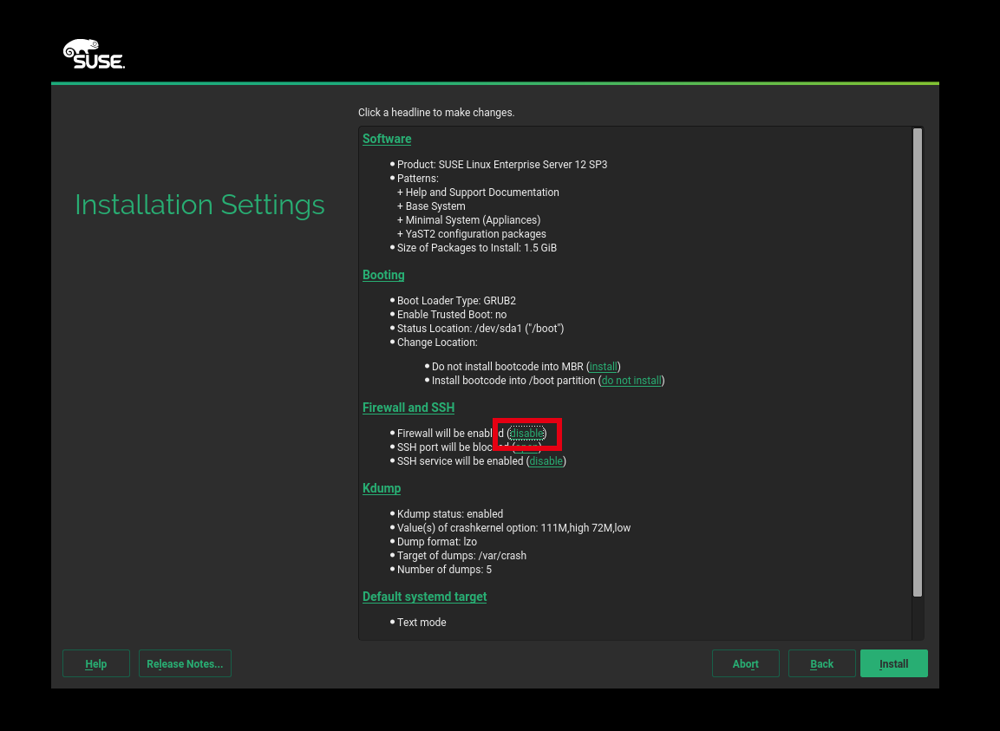 SUSE.
Click a headline to make changes.
Installation Settings
Software
Product: SUSE Linux Enterprise Server 12 SP3
Patterns:
+ Help and Support Documentation
+ Base System
+ Minimal System (Appliances)
+ YaST2 configuration packages
Size of Packages to Install: 1.5 GiB
Booting
Boot Loader Type: GRUB2
Enable Trusted Boot: no
Status Location: /dev/sda1 ("/boot")
Change Location:
Do not install bootcode into MBR (install)
Install bootcode into /boot partition (do not install)
Firewall and SSH
Firewall will be enabled (disable)
SSH port will be blocked (open)
SSH service will be enabled (disable)
Kdump
Kdump status: enabled
Value(s) of crashkernel option: 111M,high 72M,low
Dump format: lzo
Target of dumps: /var/crash
Number of dumps: 5
Default systemd target
Text mode
Help
Release Notes...
Abort
Back
Install